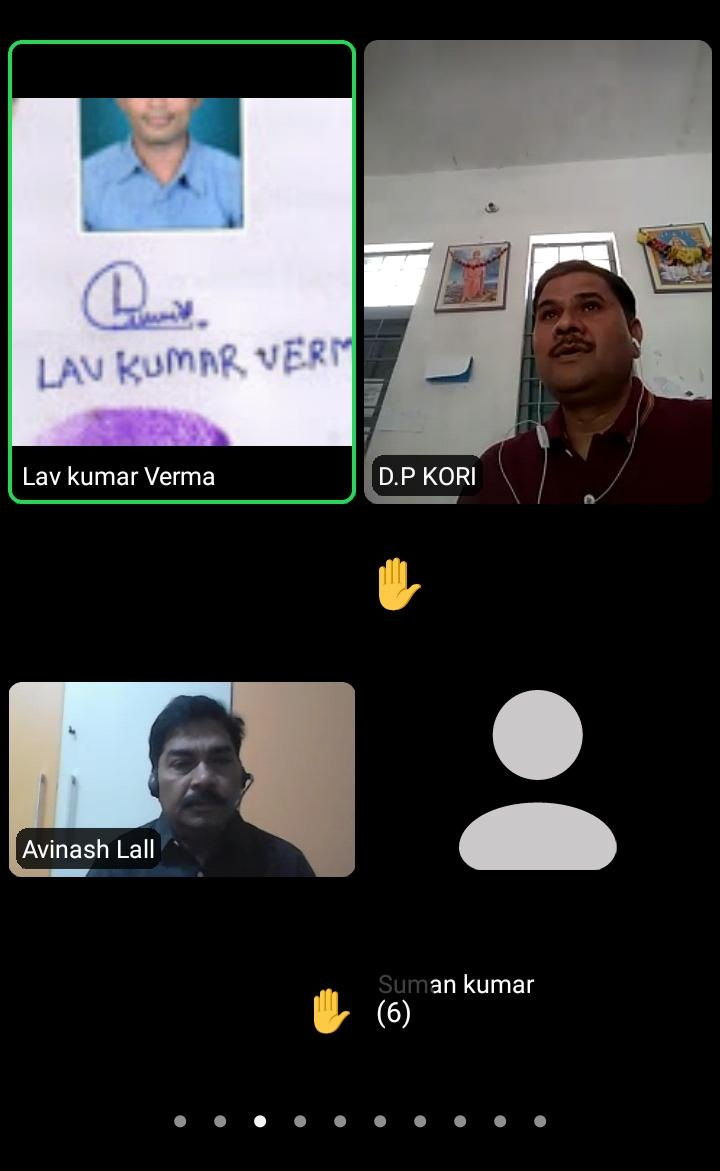 LAV KUMAR VERM
Lav kumar Verma
D.P KORI
Avinash Lall
Suman kumar
(6)